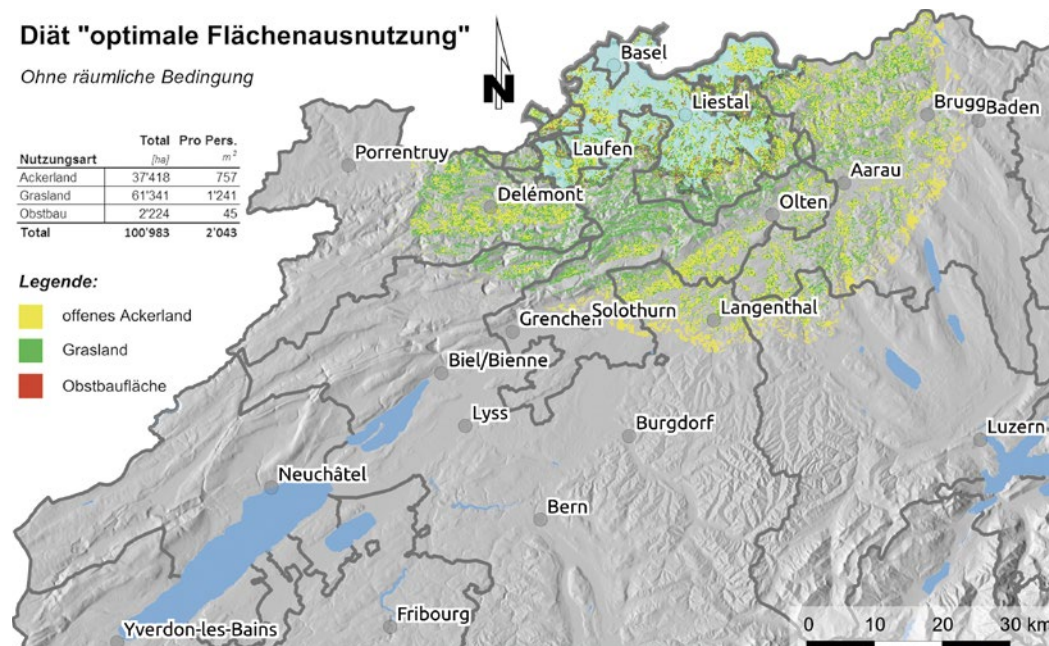 Diät "optimale Flächenausnutzung"
Ohne räumliche Bedingung
N
Total Pro Pers.
Nutzungsart [ha] m²
Ackerland 37'418 757
Grasland 61'341 1'241
Obstbau 2'224 45
Total 100'983 2'043
Legende:
offenes Ackerland
Grasland
Obstbaufläche
Basel
Liestal
Brugg
Baden
Laufen
Porrentruy
Aarau
Delémont
Olten
Solothurn
Langenthal
Grenchen
Biel/Bienne
Lyss
Burgdorf
Luzern
Neuchâtel
Bern
Fribourg
Yverdon-les-Bains
0 10 20 30 km